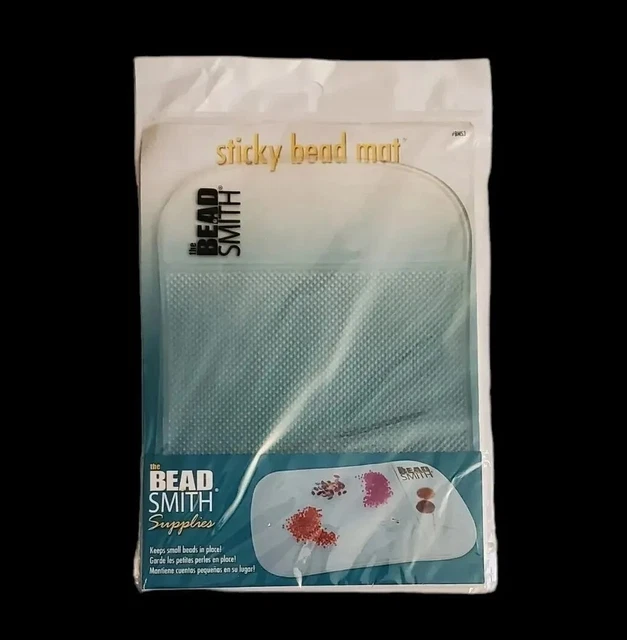 sticky bead mat
#BMS3
the
BEAD
SMITH®
the
BEAD
SMITH®
Supplies
Keeps small beads in place!
Garde les petites perles en place!
Mantiene cuentas pequeñas en su lugar!
BEAD
SMITH